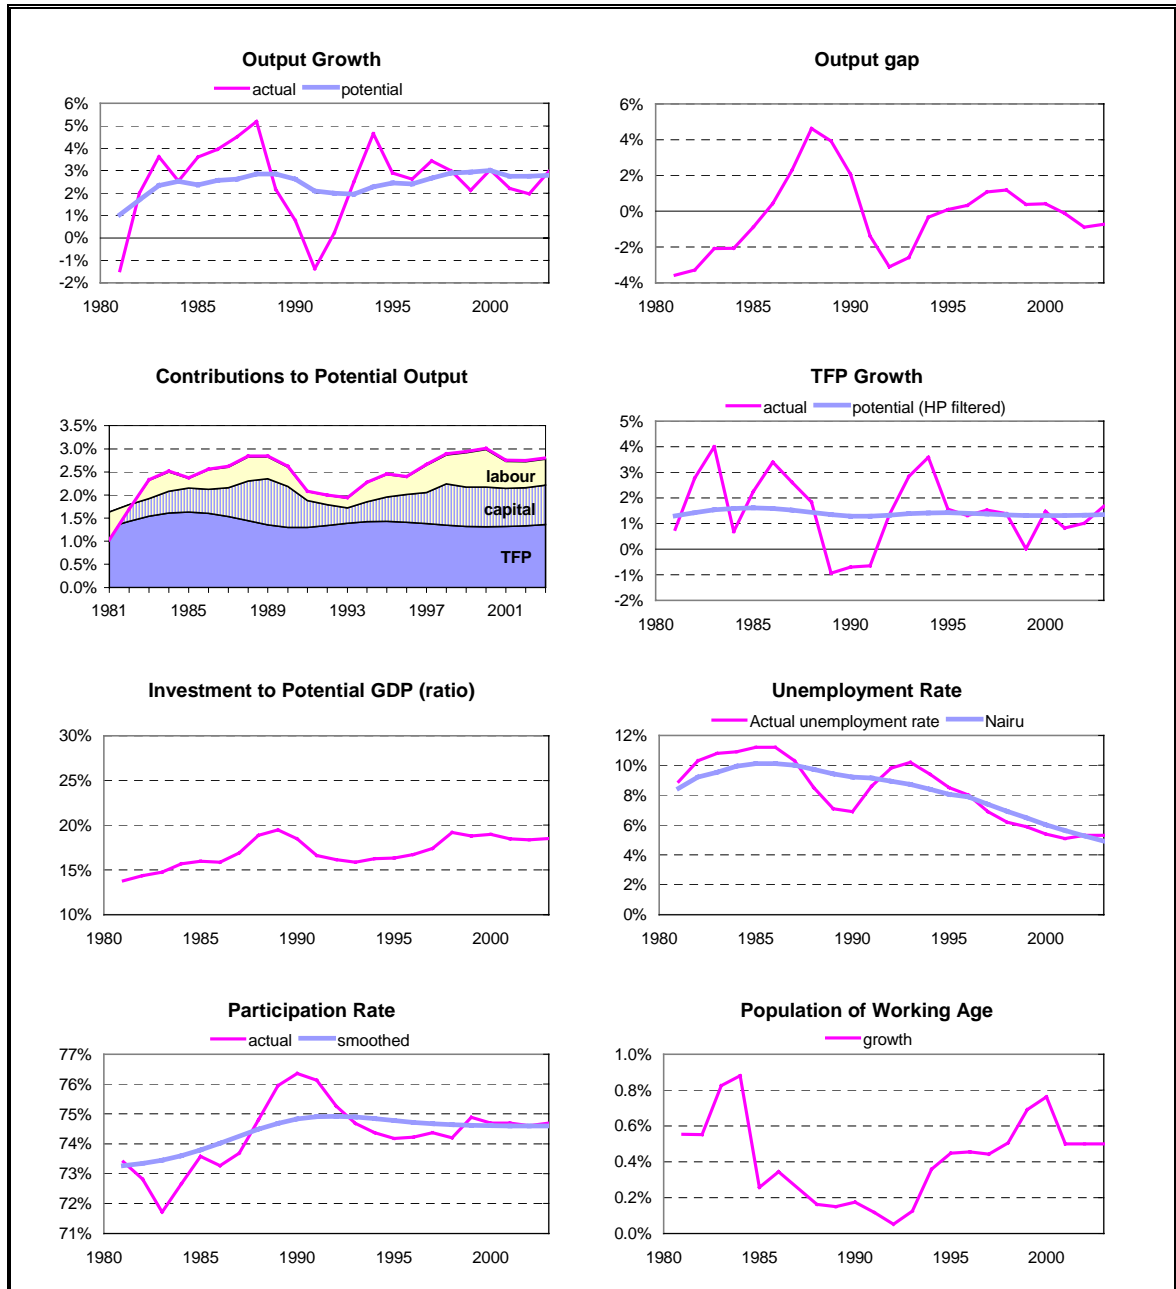 Output Growth
actual potential
6%
5%
4%
3%
2%
1%
0%
-1%
-2%
1980 1985 1990 1995 2000
Output gap
6%
4%
2%
0%
-2%
-4%
1980 1985 1990 1995 2000
Contributions to Potential Output
3.5%
3.0%
2.5%
2.0%
1.5%
1.0%
0.5%
0.0%
labour
capital
TFP
1981 1985 1989 1993 1997 2001
TFP Growth
actual potential (HP filtered)
5%
4%
3%
2%
1%
0%
-1%
-2%
1980 1985 1990 1995 2000
Investment to Potential GDP (ratio)
30%
25%
20%
15%
10%
1980 1985 1990 1995 2000
Unemployment Rate
Actual unemployment rate Nairu
12%
10%
8%
6%
4%
2%
0%
1980 1985 1990 1995 2000
Participation Rate
actual smoothed
77%
76%
75%
74%
73%
72%
71%
1980 1985 1990 1995 2000
Population of Working Age
growth
1.0%
0.8%
0.6%
0.4%
0.2%
0.0%
1980 1985 1990 1995 2000